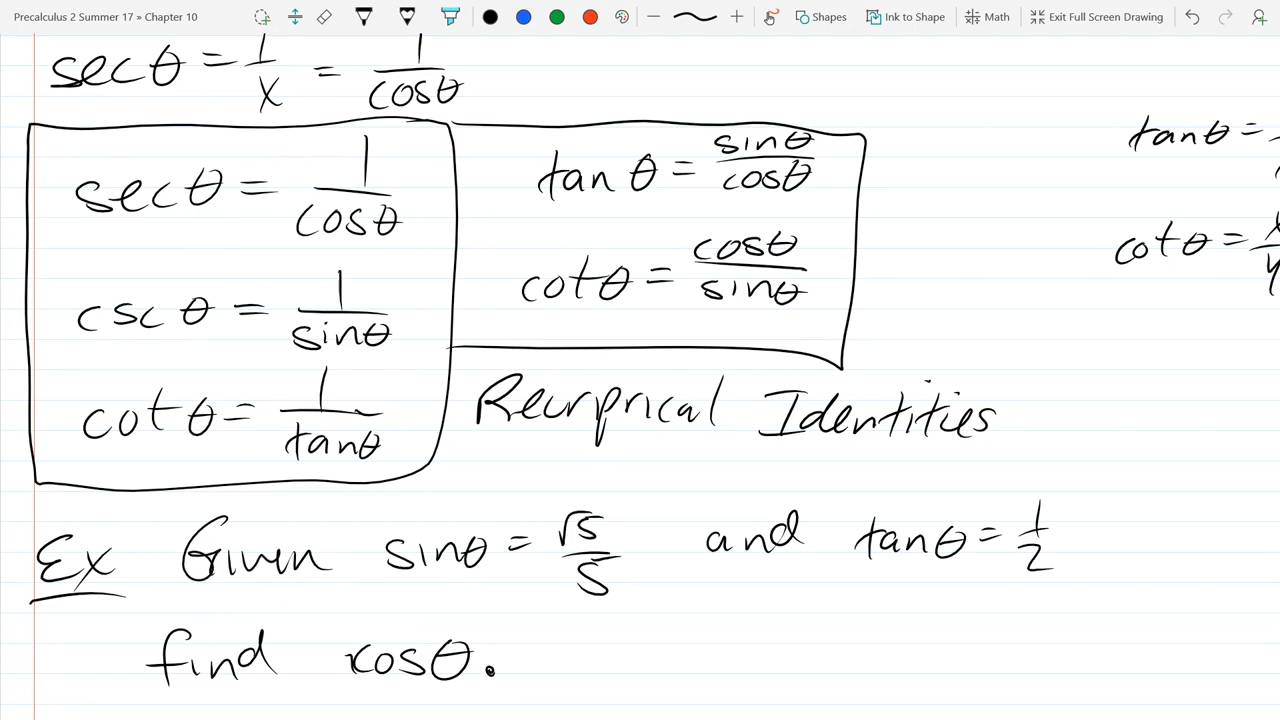 Precalculus 2 Summer 17 » Chapter 10
Shapes Ink to Shape Math Exit Full Screen Drawing
secθ = 1/x = 1/cosθ
tanθ =
secθ = 1/cosθ
tanθ = sinθ/cosθ
cotθ = x/y
cscθ = 1/sinθ
cotθ = cosθ/sinθ
cotθ = 1/tanθ
Recrprical Identities
Ex Given sinθ = √5/5 and tanθ = 1/2
find cosθ.